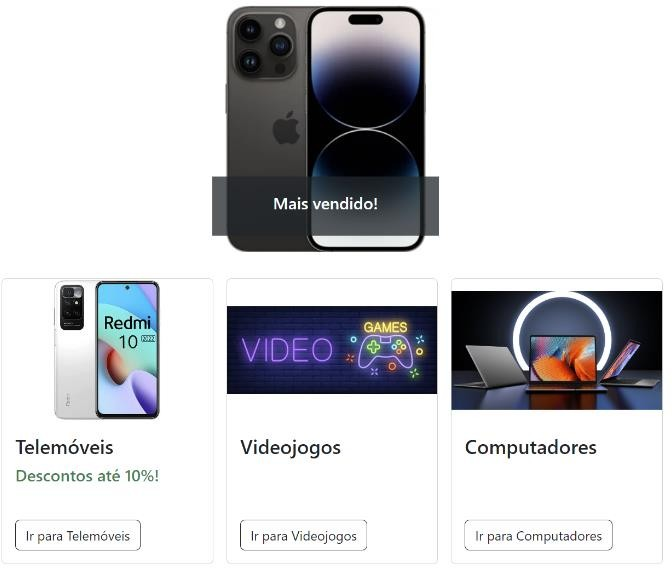 Mais vendido!
Redmi
10 2022
VIDEO
GAMES
Telemóveis
Descontos até 10%!
Ir para Telemóveis
Videojogos
Ir para Videojogos
Computadores
Ir para Computadores